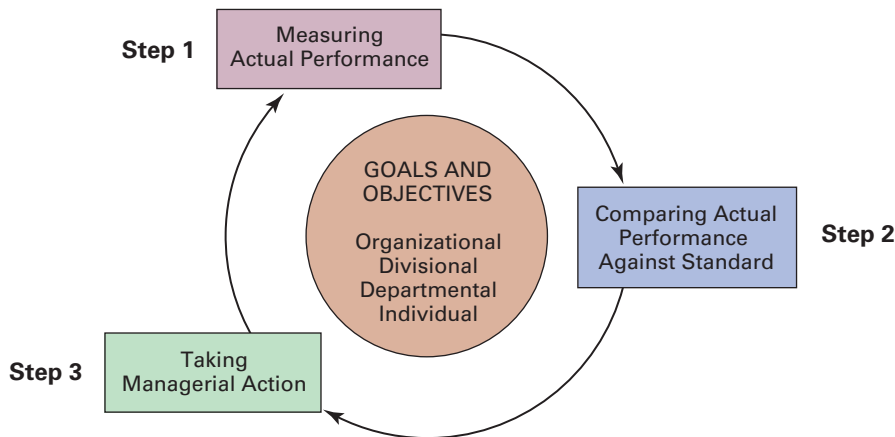 Step 1
Measuring
Actual Performance
GOALS AND
OBJECTIVES
Organizational
Divisional
Departmental
Individual
Comparing Actual
Performance
Against Standard
Step 2
Step 3
Taking
Managerial Action